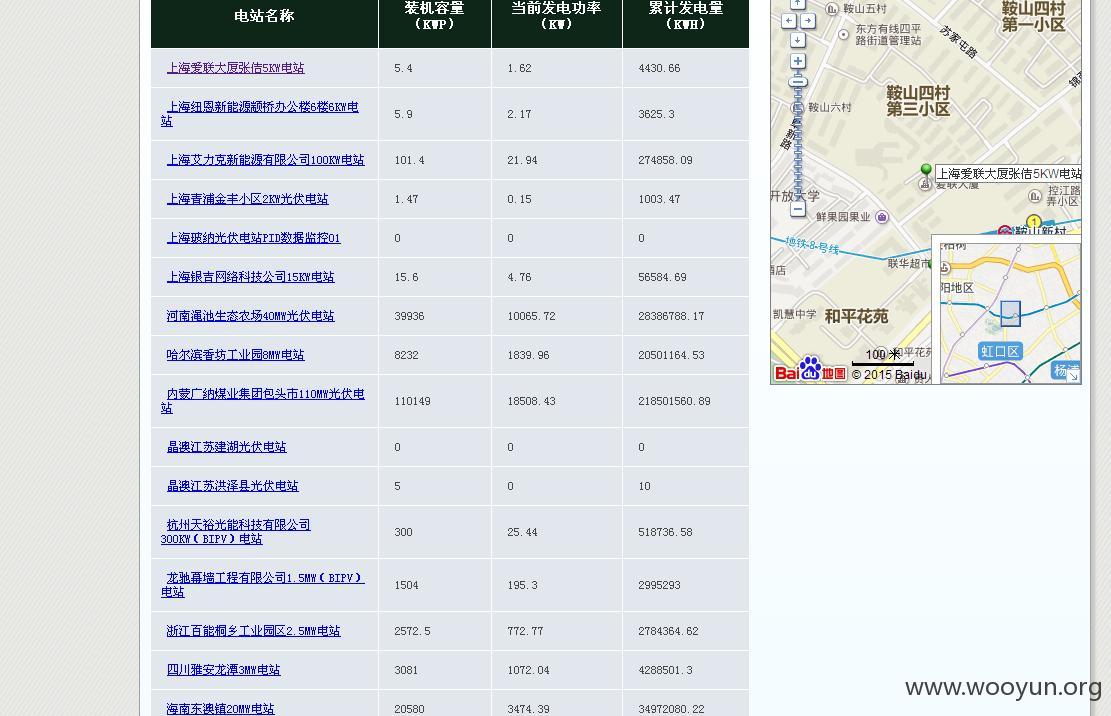 电站名称
装机容量
(KWP)
当前发电功率
(KW)
累计发电量
(KWH)
上海爱联大厦张佶5KW电站
5.4
1.62
4430.66
上海纽恩新能源颛桥办公楼6楼6KW电
站
5.9
2.17
3625.3
上海艾力克新能源有限公司100KW电站
101.4
21.94
274858.09
上海青浦金丰小区2KW光伏电站
1.47
0.15
1003.47
上海玻纳光伏电站PID数据监控01
0
0
0
上海银吉网络科技公司15KW电站
15.6
4.76
56584.69
河南渑池生态农场40MW光伏电站
39936
10065.72
28386788.17
哈尔滨香坊工业园8MW电站
8232
1839.96
20501164.53
内蒙广纳煤业集团包头市110MW光伏电
站
110149
18508.43
218501560.89
晶澳江苏建湖光伏电站
0
0
0
晶澳江苏洪泽县光伏电站
5
0
10
杭州天裕光能科技有限公司
300KW(BIPV)电站
300
25.44
518736.58
龙驰幕墙工程有限公司1.5MW(BIPV)
电站
1504
195.3
2995293
浙江百能桐乡工业园区2.5MW电站
2572.5
772.77
2784364.62
四川雅安龙潭3MW电站
3081
1072.04
4288501.3
海南东澳镇20MW电站
20580
3474.39
34972080.22
鞍山五村
鞍山四村
第一小区
东方有线四平
路街道管理站
苏家屯路
锦
鞍山四村
第三小区
鞍山六村
新路
上海爱联大厦张佶5KW电站
爱联大厦
开放大学
控江路
弄小区
鲜果园果业
1
鞍山新村
地铁8号线
联华超市
酒店
阳地区
凯慧中学
和平花苑
虹口区
杨浦
100 米
和平花苑
Bai du 地图
© 2015 Baidu
www.wooyun.org